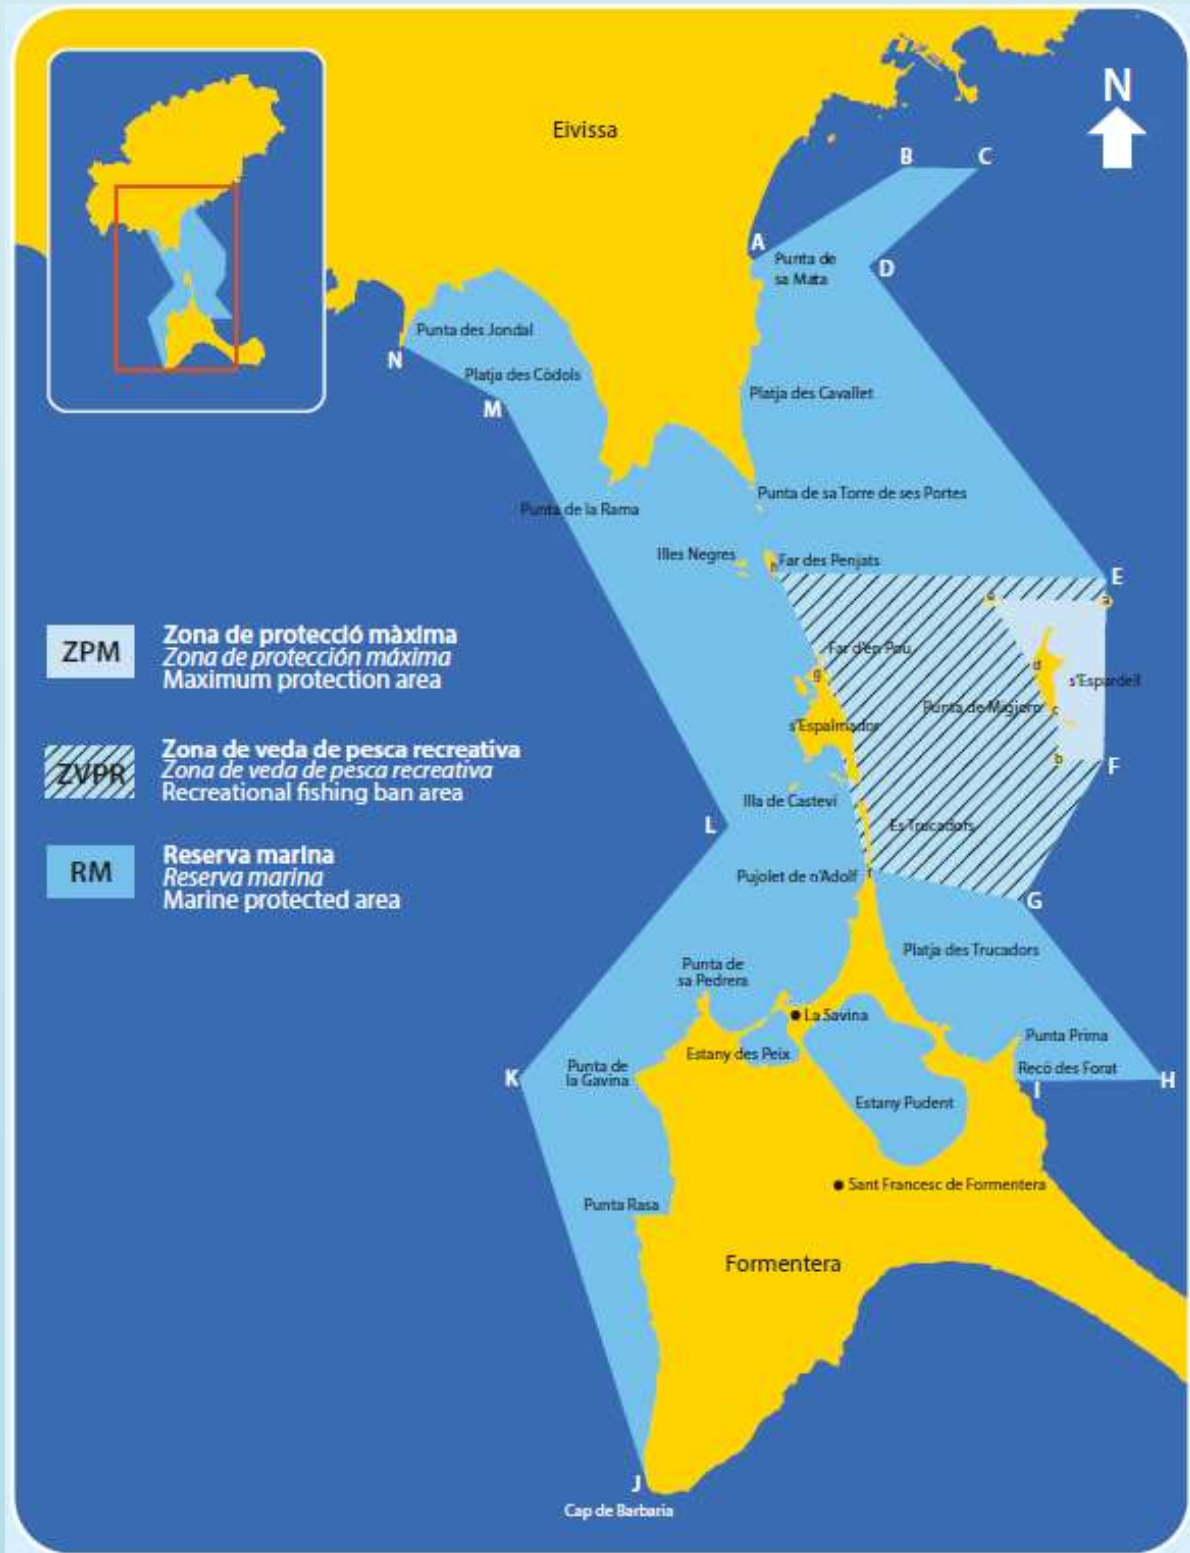 Eivissa
N
B
C
A
Punta de
sa Mata
D
Punta des Jondal
N
Platja des Còdols
M
Platja des Cavallet
Punta de sa Torre de ses Portes
Punta de la Rama
Illes Negres
h
Far des Penjats
E
e
a
ZPM
Zona de protecció màxima
Zona de protección máxima
Maximum protection area
Far d'en Pou
g
d
s'Espardell
Punta de Migjorn
c
s'Espalmador
b
F
ZVPR
Zona de veda de pesca recreativa
Zona de veda de pesca recreativa
Recreational fishing ban area
Illa de Casteví
L
Es Trucadors
RM
Reserva marina
Reserva marina
Marine protected area
Pujolet de n'Adolf
f
G
Platja des Trucadors
Punta de
sa Pedrera
La Savina
Punta Prima
Estany des Peix
Recó des Forat
K
Punta de
la Gavina
H
I
Estany Pudent
Sant Francesc de Formentera
Punta Rasa
Formentera
J
Cap de Barbaria